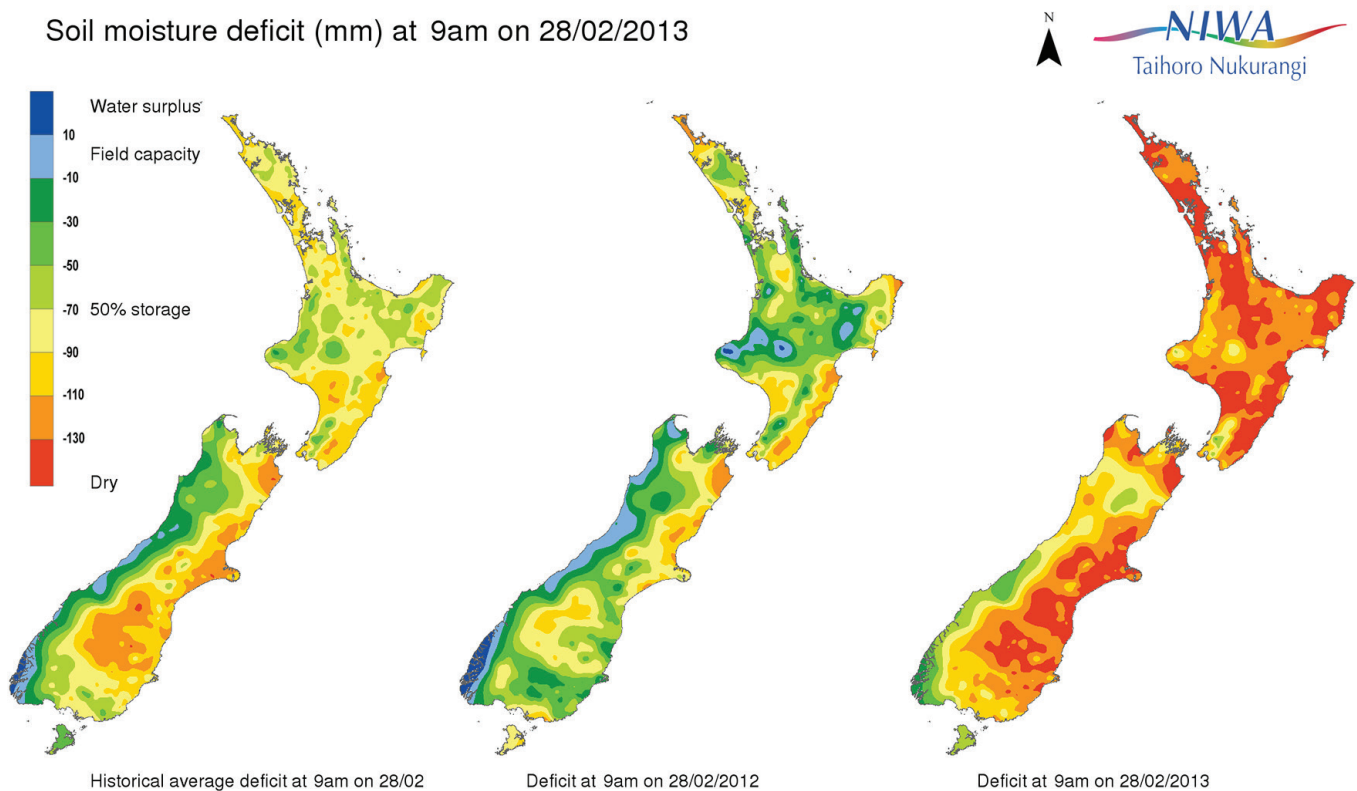 Soil moisture deficit (mm) at 9am on 28/02/2013
N
NIWA
Taihoro Nukurangi
Water surplus
10
Field capacity
-10
-30
-50
50% storage
-70
-90
-110
-130
Dry
Historical average deficit at 9am on 28/02
Deficit at 9am on 28/02/2012
Deficit at 9am on 28/02/2013